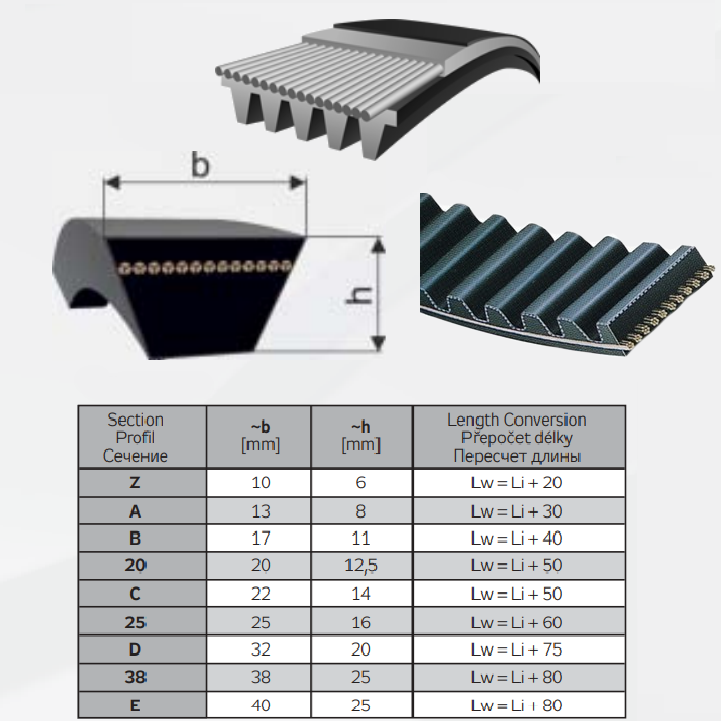 b
h
Section
Profil
Сечение
~b
[mm]
~h
[mm]
Length Conversion
Přepočet délky
Пересчет длины
Z 10 6 Lw = Li + 20
A 13 8 Lw = Li + 30
B 17 11 Lw = Li + 40
20 20 12,5 Lw = Li + 50
C 22 14 Lw = Li + 50
25 25 16 Lw = Li + 60
D 32 20 Lw = Li + 75
38 38 25 Lw = Li + 80
E 40 25 Lw = Li + 80